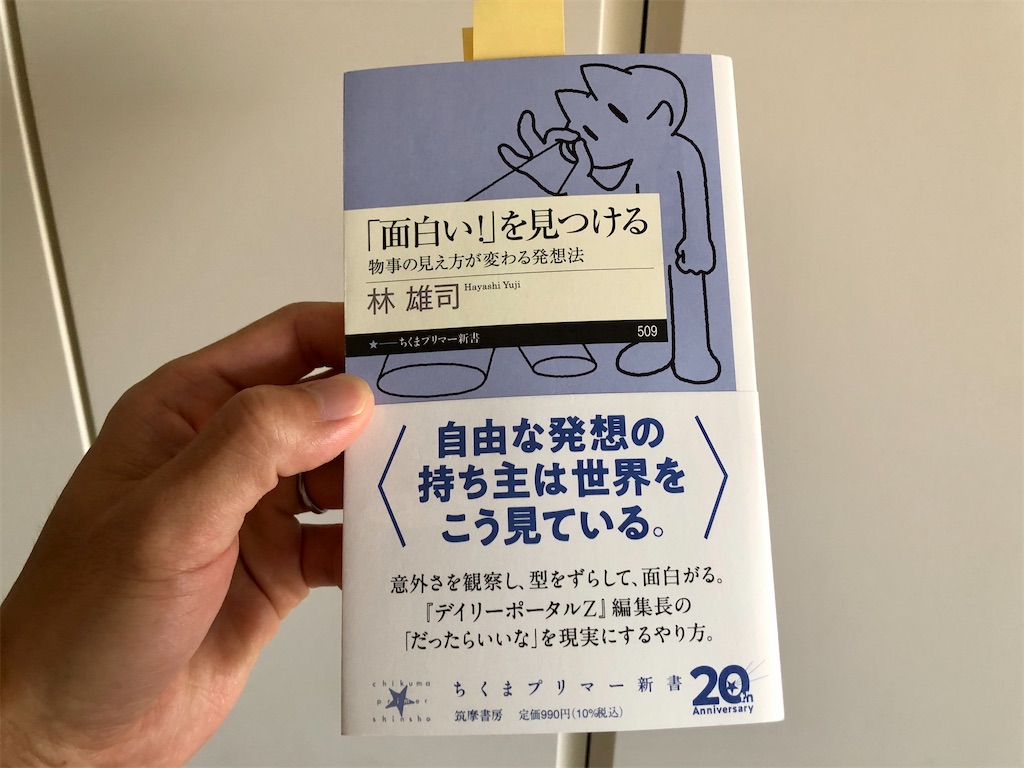 「面白い!」を見つける
物事の見え方が変わる発想法
林 雄司 Hayashi Yuji
★――ちくまプリマー新書 509
自由な発想の
持ち主は世界を
こう見ている。
意外さを観察し、型をずらして、面白がる。
『デイリーポータルZ』編集長の
「だったらいいな」を現実にするやり方。
chikuma
primer
shinsho
ちくまプリマー新書
20th
Anniversary
筑摩書房 定価990円(10%税込)